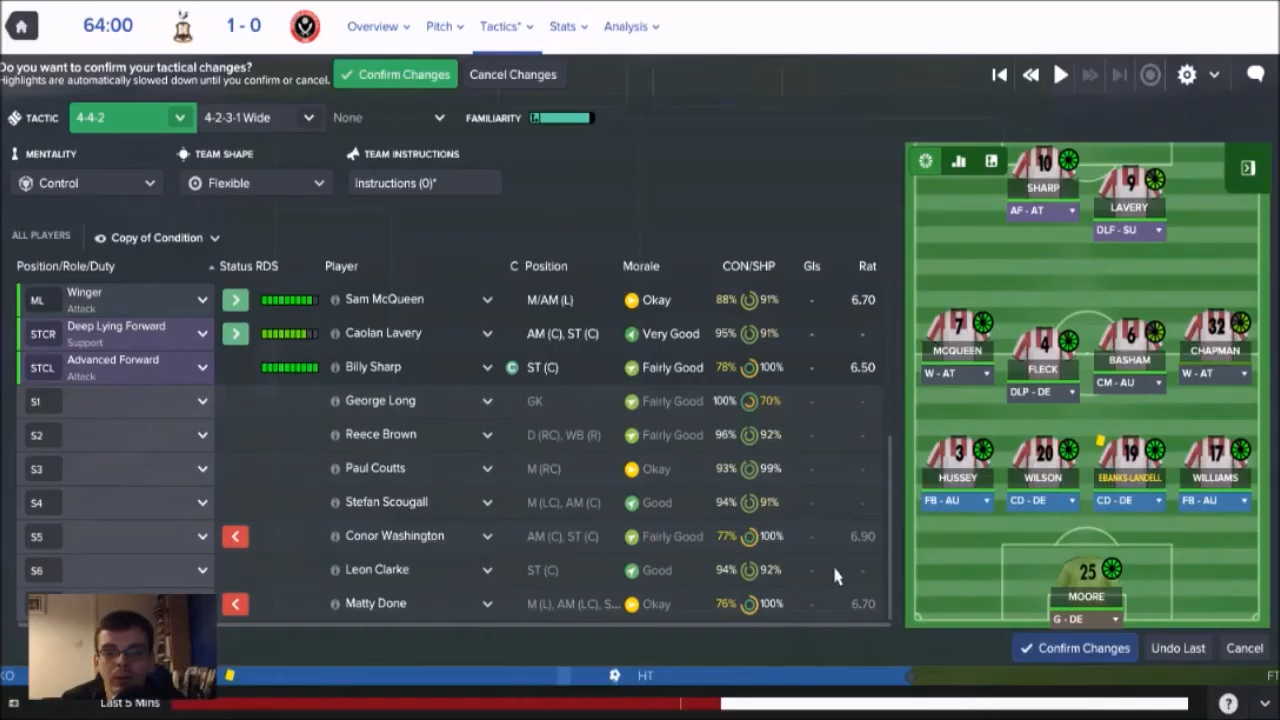 64:00 1 - 0 Overview Pitch Tactics* Stats Analysis
Do you want to confirm your tactical changes?
Highlights are automatically slowed down until you confirm or cancel.
Confirm Changes Cancel Changes
TACTIC 4-4-2 4-2-3-1 Wide None FAMILIARITY
MENTALITY TEAM SHAPE TEAM INSTRUCTIONS
Control Flexible Instructions (0)*
ALL PLAYERS Copy of Condition
Position/Role/Duty Status RDS Player C Position Morale CON/SHP Gls Rat
ML Winger Attack Sam McQueen M/AM (L) Okay 88% 91% - 6.70
STCR Deep Lying Forward Support Caolan Lavery AM (C), ST (C) Very Good 95% 91% - -
STCL Advanced Forward Attack Billy Sharp C ST (C) Fairly Good 78% 100% - 6.50
S1 George Long GK Fairly Good 100% 70% - -
S2 Reece Brown D (RC), WB (R) Fairly Good 96% 92% - -
S3 Paul Coutts M (RC) Okay 93% 99% - -
S4 Stefan Scougall M (LC), AM (C) Good 94% 91% - -
S5 Conor Washington AM (C), ST (C) Fairly Good 77% 100% - 6.90
S6 Leon Clarke ST (C) Good 94% 92% - -
Matty Done M (L), AM (LC), S... Okay 76% 100% - 6.70
10 9
SHARP LAVERY
AF - AT DLF - SU
7 4 6 32
MCQUEEN FLECK BASHAM CHAPMAN
W - AT DLP - DE CM - AU W - AT
3 20 19 17
HUSSEY WILSON EBANKS-LANDELL WILLIAMS
FB - AU CD - DE CD - DE FB - AU
25
MOORE
G - DE
Confirm Changes Undo Last Cancel
KO HT FT
Last 5 Mins ?